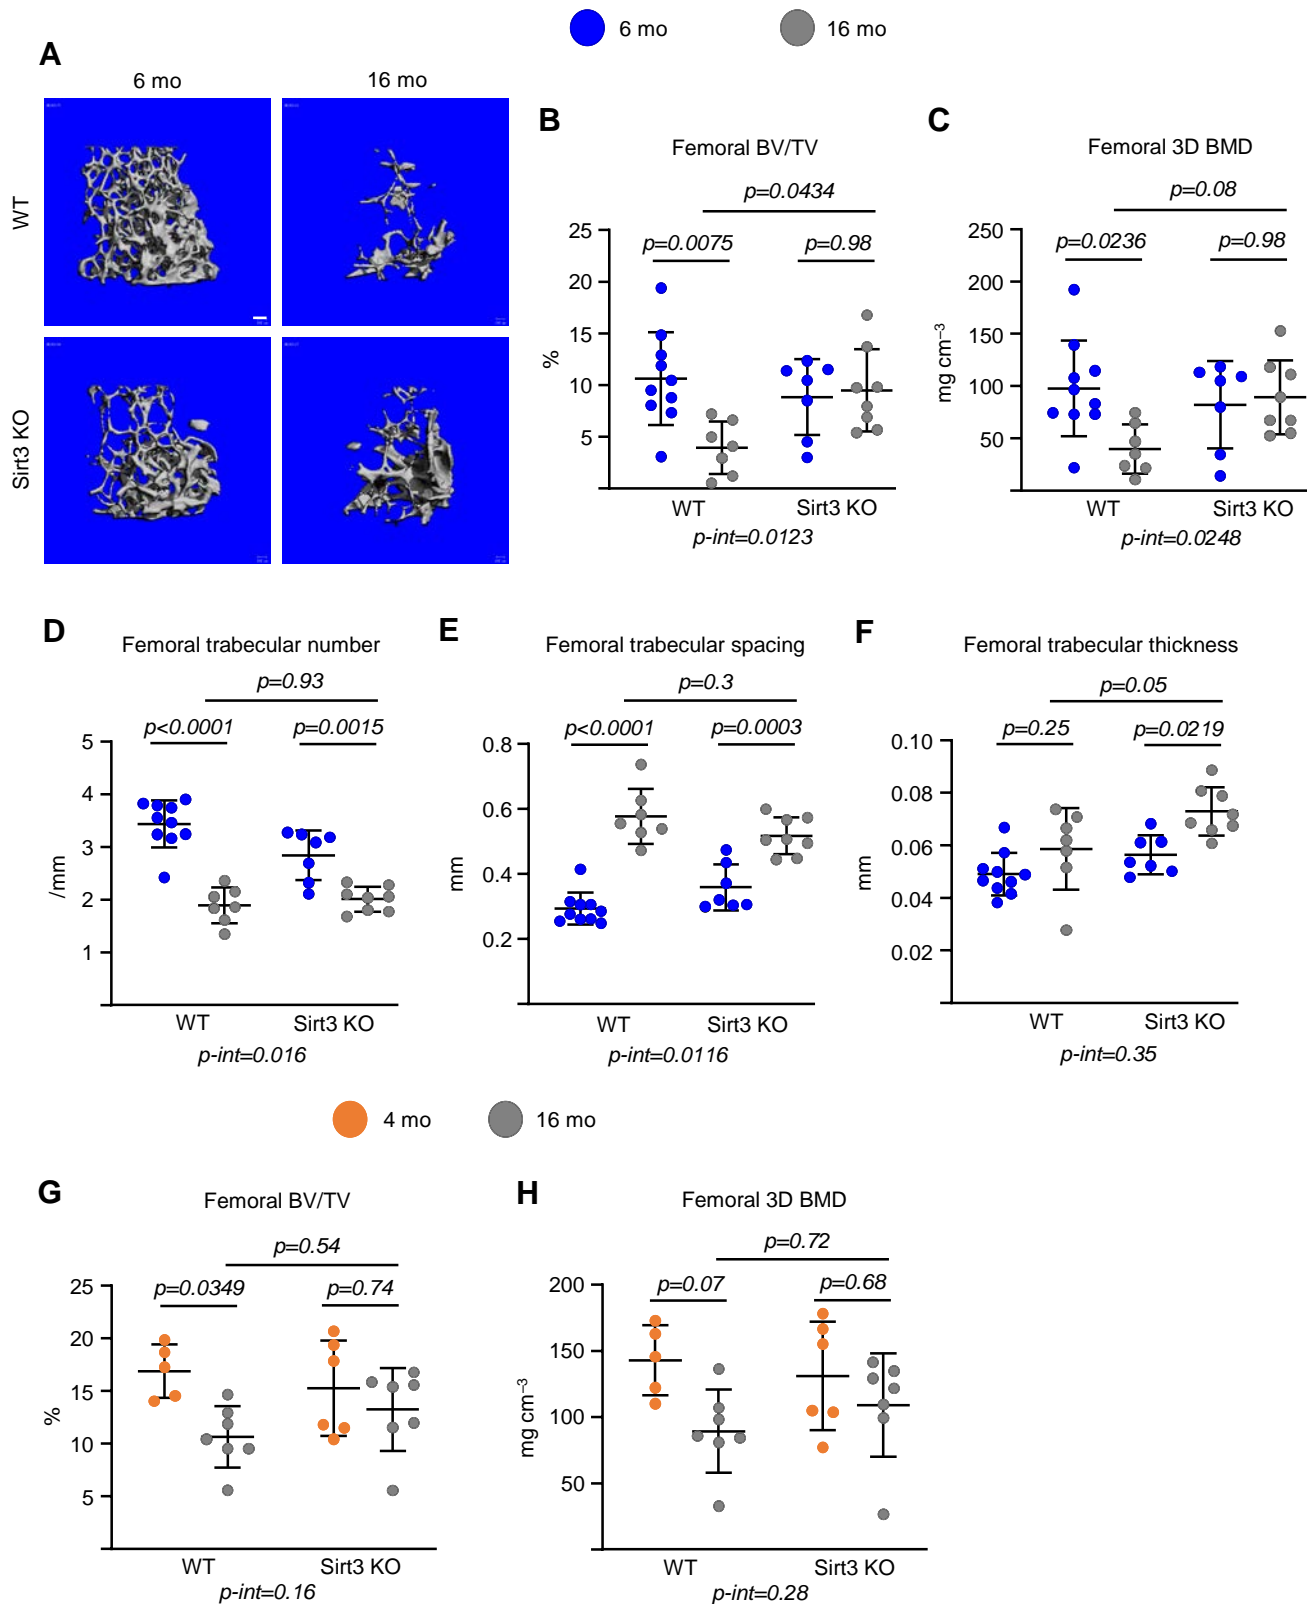 6 mo 16 mo
A
6 mo 16 mo
WT
Sirt3 KO
B
Femoral BV/TV
p=0.0434
p=0.0075 p=0.98
25
20
15
10
5
%
WT Sirt3 KO
p-int=0.0123
C
Femoral 3D BMD
p=0.08
p=0.0236 p=0.98
250
200
150
100
50
mg cm⁻³
WT Sirt3 KO
p-int=0.0248
D
Femoral trabecular number
p=0.93
p<0.0001 p=0.0015
5
4
3
2
1
/mm
WT Sirt3 KO
p-int=0.016
E
Femoral trabecular spacing
p=0.3
p<0.0001 p=0.0003
0.8
0.6
0.4
0.2
mm
WT Sirt3 KO
p-int=0.0116
F
Femoral trabecular thickness
p=0.05
p=0.25 p=0.0219
0.10
0.08
0.06
0.04
0.02
mm
WT Sirt3 KO
p-int=0.35
4 mo 16 mo
G
Femoral BV/TV
p=0.54
p=0.0349 p=0.74
25
20
15
10
5
%
WT Sirt3 KO
p-int=0.16
H
Femoral 3D BMD
p=0.72
p=0.07 p=0.68
200
150
100
50
mg cm⁻³
WT Sirt3 KO
p-int=0.28